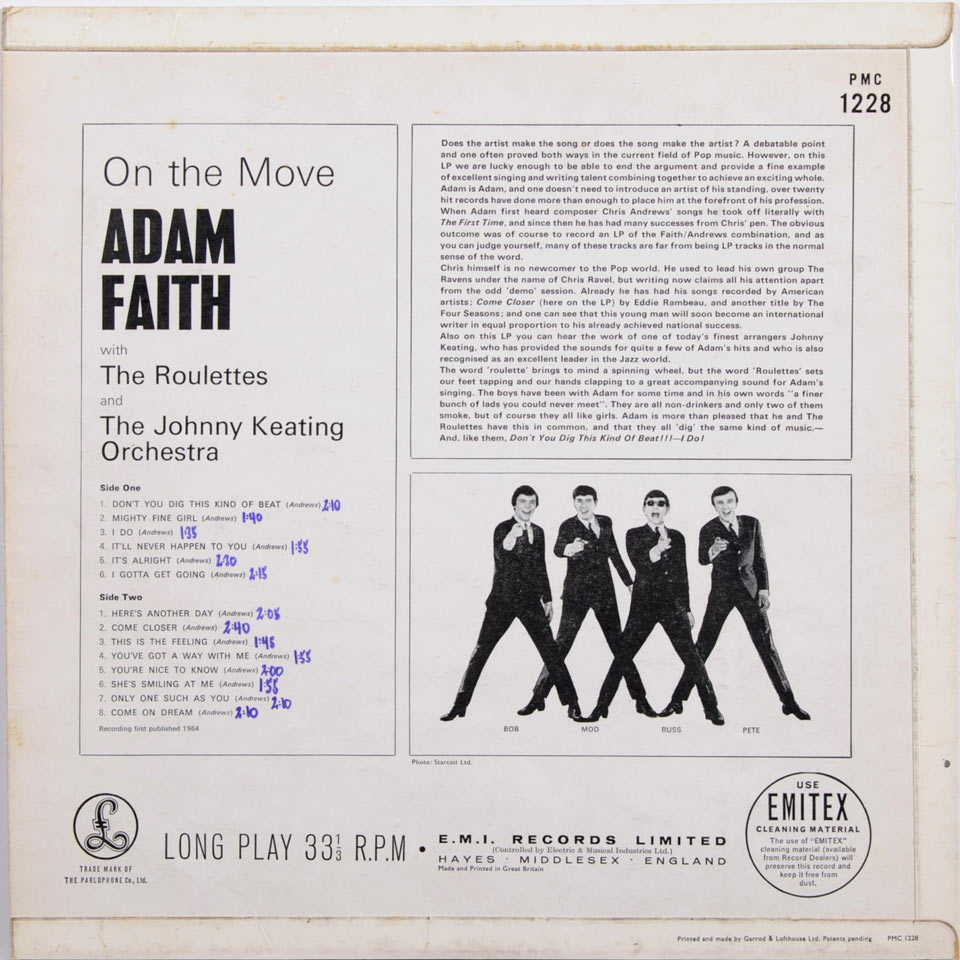 PMC
1228
On the Move
ADAM
FAITH
with
The Roulettes
and
The Johnny Keating
Orchestra
Side One
1. DON'T YOU DIG THIS KIND OF BEAT (Andrews) 2:10
2. MIGHTY FINE GIRL (Andrews) 1:40
3. I DO (Andrews) 1:35
4. IT'LL NEVER HAPPEN TO YOU (Andrews) 1:55
5. IT'S ALRIGHT (Andrews) 2:30
6. I GOTTA GET GOING (Andrews) 2:15
Side Two
1. HERE'S ANOTHER DAY (Andrews) 2:05
2. COME CLOSER (Andrews) 2:40
3. THIS IS THE FEELING (Andrews) 1:45
4. YOU'VE GOT A WAY WITH ME (Andrews) 1:55
5. YOU'RE NICE TO KNOW (Andrews) 2:00
6. SHE'S SMILING AT ME (Andrews) 1:55
7. ONLY ONE SUCH AS YOU (Andrews) 2:10
8. COME ON DREAM (Andrews) 2:10
Recording first published 1964
Does the artist make the song or does the song make the artist? A debatable point
and one often proved both ways in the current field of Pop music. However, on this
LP we are lucky enough to be able to end the argument and provide a fine example
of excellent singing and writing talent combining together to achieve an exciting whole.
Adam is Adam, and one doesn't need to introduce an artist of his standing, over twenty
hit records have done more than enough to place him at the forefront of his profession.
When Adam first heard composer Chris Andrews' songs he took off literally with
The First Time, and since then he has had many successes from Chris' pen. The obvious
outcome was of course to record an LP of the Faith/Andrews combination, and as
you can judge yourself, many of these tracks are far from being LP tracks in the normal
sense of the word.
Chris himself is no newcomer to the Pop world. He used to lead his own group The
Ravens under the name of Chris Ravel, but writing now claims all his attention apart
from the odd 'demo' session. Already he has had his songs recorded by American
artists; Come Closer (here on the LP) by Eddie Rambeau, and another title by The
Four Seasons; and one can see that this young man will soon become an international
writer in equal proportion to his already achieved national success.
Also on this LP you can hear the work of one of today's finest arrangers Johnny
Keating, who has provided the sounds for quite a few of Adam's hits and who is also
recognised as an excellent leader in the Jazz world.
The word 'roulette' brings to mind a spinning wheel, but the word 'Roulettes' sets
our feet tapping and our hands clapping to a great accompanying sound for Adam's
singing. The boys have been with Adam for some time and in his own words "a finer
bunch of lads you could never meet". They are all non-drinkers and only two of them
smoke, but of course they all like girls. Adam is more than pleased that he and The
Roulettes have this in common, and that they all 'dig' the same kind of music.—
And, like them, Don't You Dig This Kind Of Beat!!!—I Do!
BOB MOD RUSS PETE
Photo: Starcast Ltd.
£
TRADE MARK OF
THE PARLOPHONE Co., Ltd.
LONG PLAY 33⅓ R.P.M •
E.M.I. RECORDS LIMITED
(Controlled by Electric & Musical Industries Ltd.)
HAYES · MIDDLESEX · ENGLAND
Made and Printed in Great Britain
USE
EMITEX
CLEANING MATERIAL
The use of "EMITEX"
cleaning material (available
from Record Dealers) will
preserve this record and
keep it free from
dust.
Printed and made by Garrod & Lofthouse Ltd. Patents pending PMC 1228